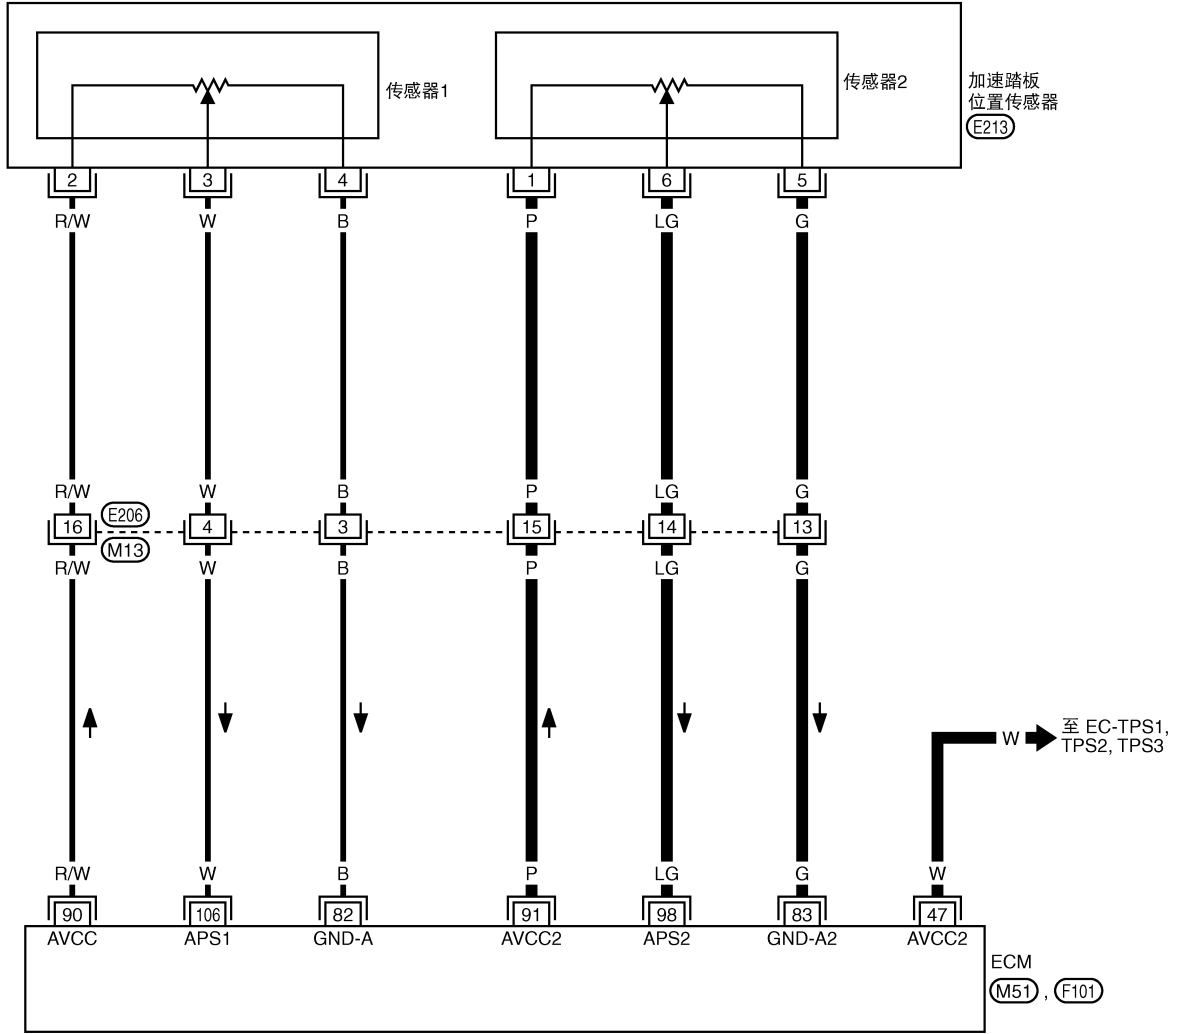 传感器1
传感器2
加速踏板
位置传感器
E213
2 3 4 1 6 5
R/W W B P LG G
R/W W B P LG G
E206
16 4 3 15 14 13
M13
R/W W B P LG G
至 EC-TPS1,
W
TPS2, TPS3
R/W W B P LG G W
90 106 82 91 98 83 47
AVCC APS1 GND-A AVCC2 APS2 GND-A2 AVCC2
ECM
M51 , F101